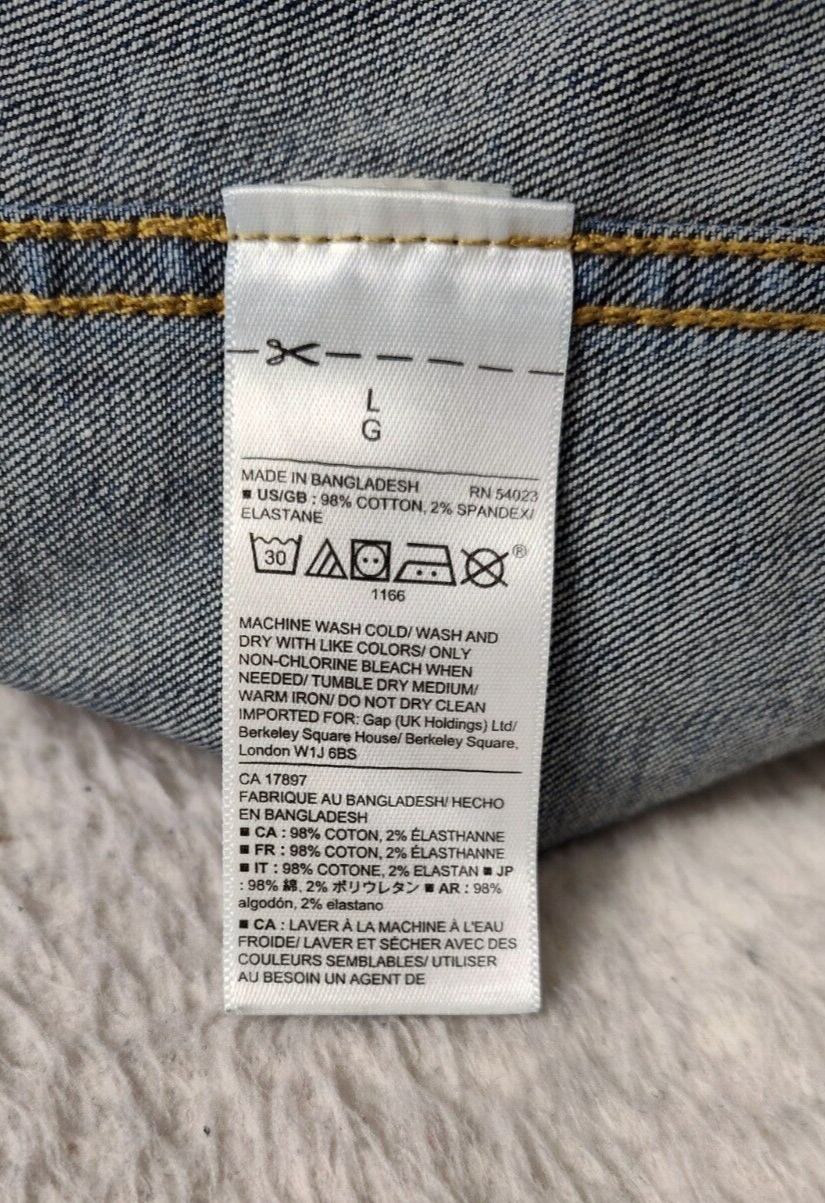 L
G
MADE IN BANGLADESH RN 54023
■ US/GB : 98% COTTON, 2% SPANDEX/
ELASTANE
30
®
1166
MACHINE WASH COLD/ WASH AND
DRY WITH LIKE COLORS/ ONLY
NON-CHLORINE BLEACH WHEN
NEEDED/ TUMBLE DRY MEDIUM/
WARM IRON/ DO NOT DRY CLEAN
IMPORTED FOR: Gap (UK Holdings) Ltd/
Berkeley Square House/ Berkeley Square,
London W1J 6BS
CA 17897
FABRIQUE AU BANGLADESH/ HECHO
EN BANGLADESH
■ CA : 98% COTON, 2% ÉLASTHANNE
■ FR : 98% COTON, 2% ÉLASTHANNE
■ IT : 98% COTONE, 2% ELASTAN ■ JP
: 98% 綿, 2% ポリウレタン ■ AR : 98%
algodón, 2% elastano
■ CA : LAVER À LA MACHINE À L'EAU
FROIDE/ LAVER ET SÉCHER AVEC DES
COULEURS SEMBLABLES/ UTILISER
AU BESOIN UN AGENT DE